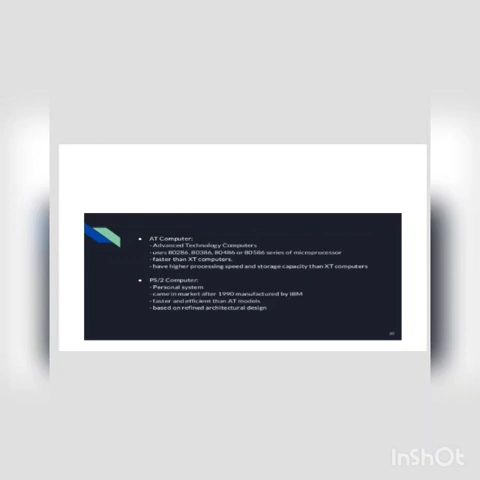 AT Computer:
- Advanced Technology Computers
- uses 80286, 80386, 80486 or 80586 series of microprocessor
- faster than XT computers.
- have higher processing speed and storage capacity than XT computers
PS/2 Computer:
- Personal system
- came in market after 1990 manufactured by IBM
- faster and efficient than AT models
- based on refined architectural design
InShOt